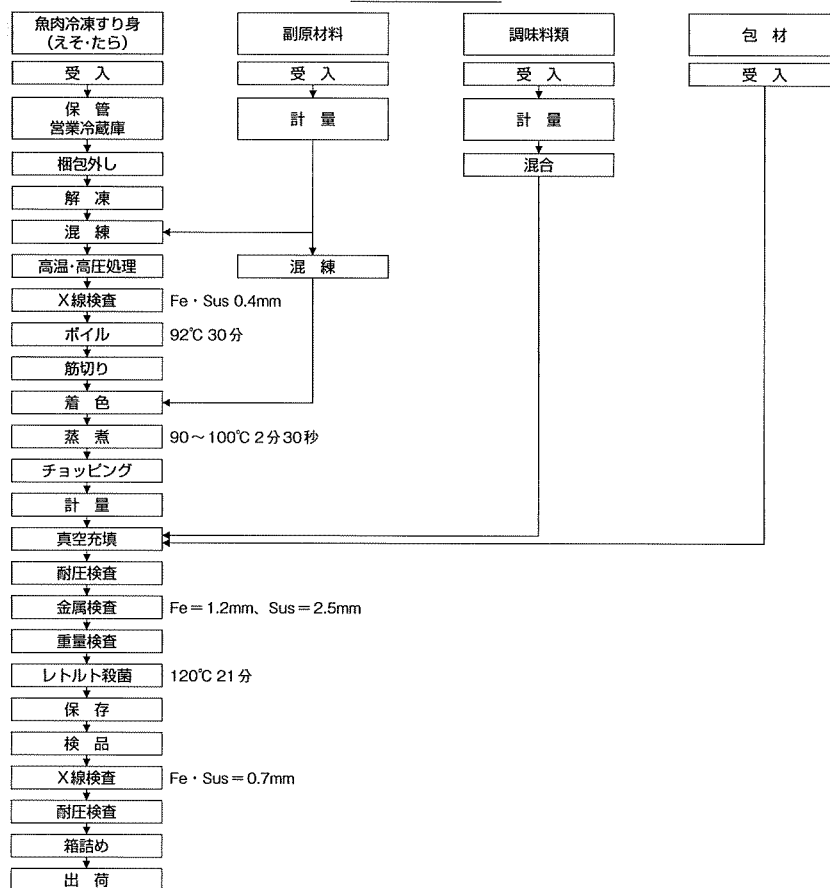 魚肉冷凍すり身
(えそ・たら)
副原材料
調味料類
包 材
受 入
受 入
受 入
受 入
保 管
営業冷蔵庫
計 量
計 量
梱包外し
混合
解 凍
混 練
高温・高圧処理
混 練
X線検査
Fe・Sus 0.4mm
ボイル
92℃ 30分
筋切り
着 色
蒸 煮
90~100℃ 2分30秒
チョッピング
計 量
真空充填
耐圧検査
金属検査
Fe=1.2mm、Sus=2.5mm
重量検査
レトルト殺菌
120℃ 21分
保 存
検 品
X線検査
Fe・Sus=0.7mm
耐圧検査
箱詰め
出 荷